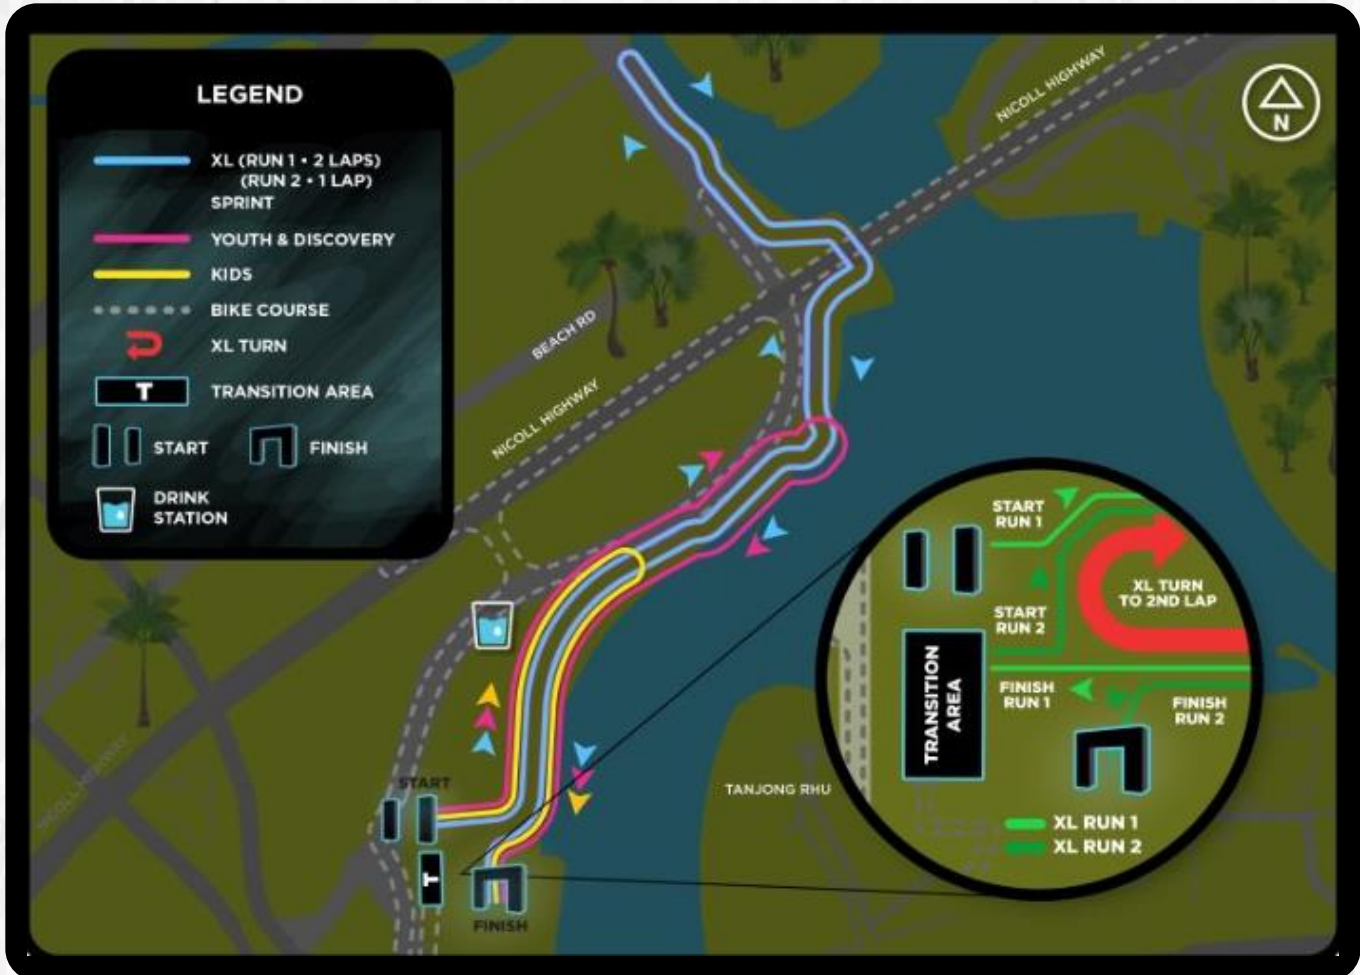 LEGEND
XL (RUN 1 • 2 LAPS)
(RUN 2 • 1 LAP)
SPRINT
YOUTH & DISCOVERY
KIDS
BIKE COURSE
XL TURN
T
TRANSITION AREA
START
FINISH
DRINK
STATION
NICOLL HIGHWAY
N
BEACH RD
NICOLL HIGHWAY
NICOLL HIGHWAY
START
T
FINISH
TANJONG RHU
START
RUN 1
XL TURN
TO 2ND LAP
START
RUN 2
TRANSITION
AREA
FINISH
RUN 1
FINISH
RUN 2
XL RUN 1
XL RUN 2